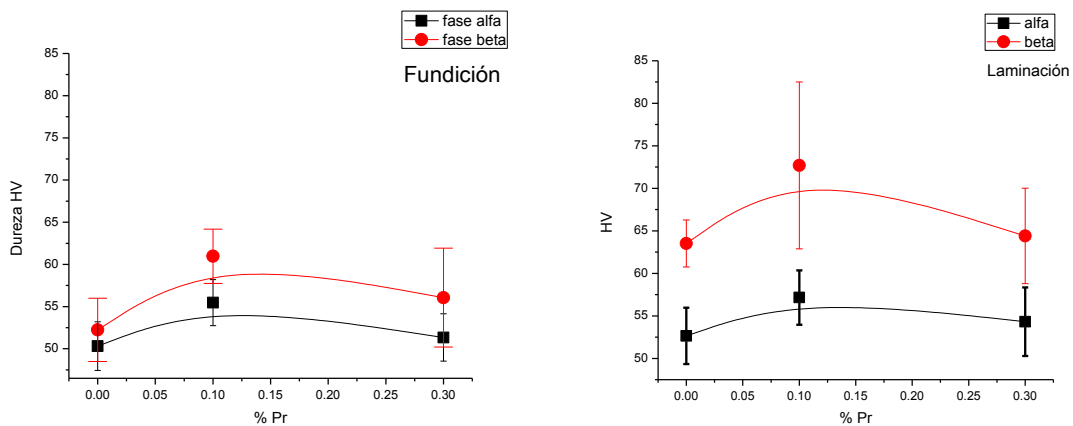 fase alfa
fase beta
Fundición
85
80
75
70
65
60
55
50
Dureza HV
0.00 0.05 0.10 0.15 0.20 0.25 0.30
% Pr
alfa
beta
Laminación
85
80
75
70
65
60
55
50
HV
0.00 0.05 0.10 0.15 0.20 0.25 0.30
% Pr